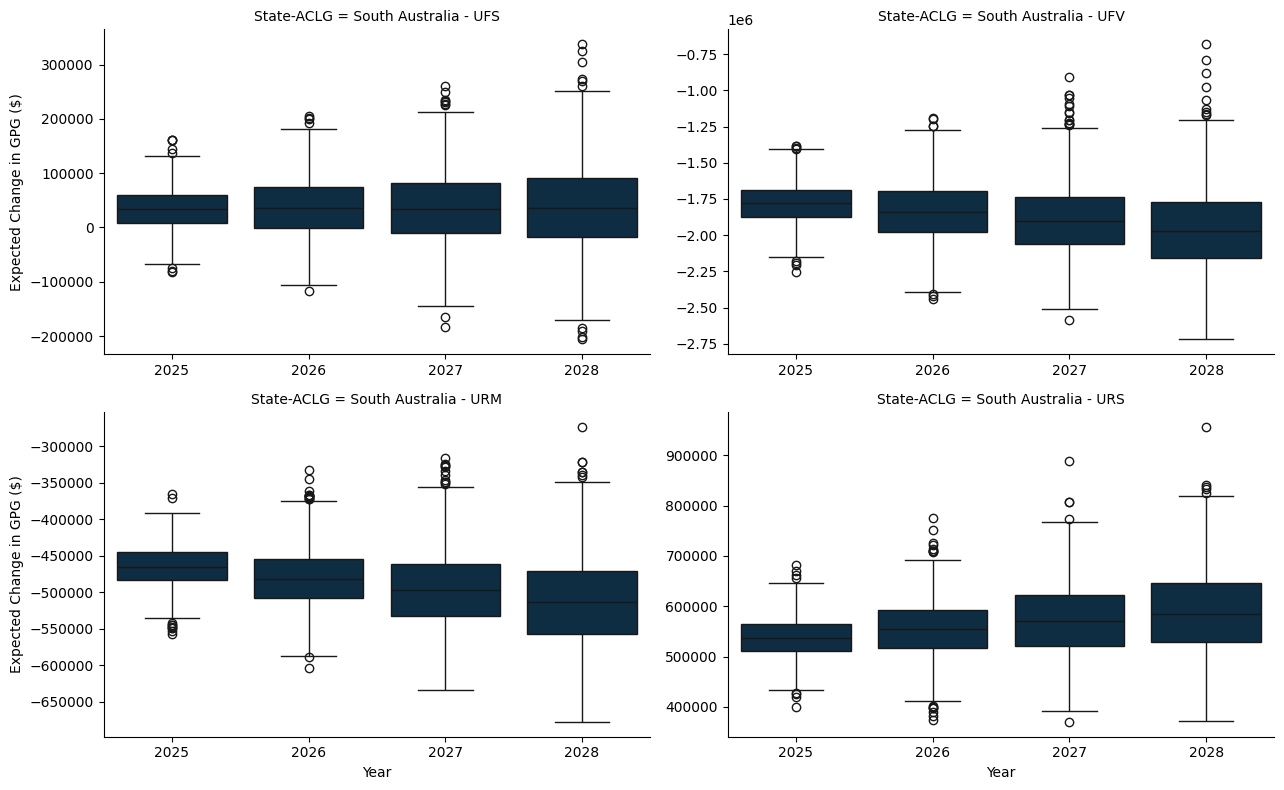 State-ACLG = South Australia - UFS
Expected Change in GPG ($)
300000
200000
100000
0
−100000
−200000
2025 2026 2027 2028
State-ACLG = South Australia - UFV
1e6
−0.75
−1.00
−1.25
−1.50
−1.75
−2.00
−2.25
−2.50
−2.75
2025 2026 2027 2028
State-ACLG = South Australia - URM
Expected Change in GPG ($)
−300000
−350000
−400000
−450000
−500000
−550000
−600000
−650000
2025 2026 2027 2028
Year
State-ACLG = South Australia - URS
900000
800000
700000
600000
500000
400000
2025 2026 2027 2028
Year